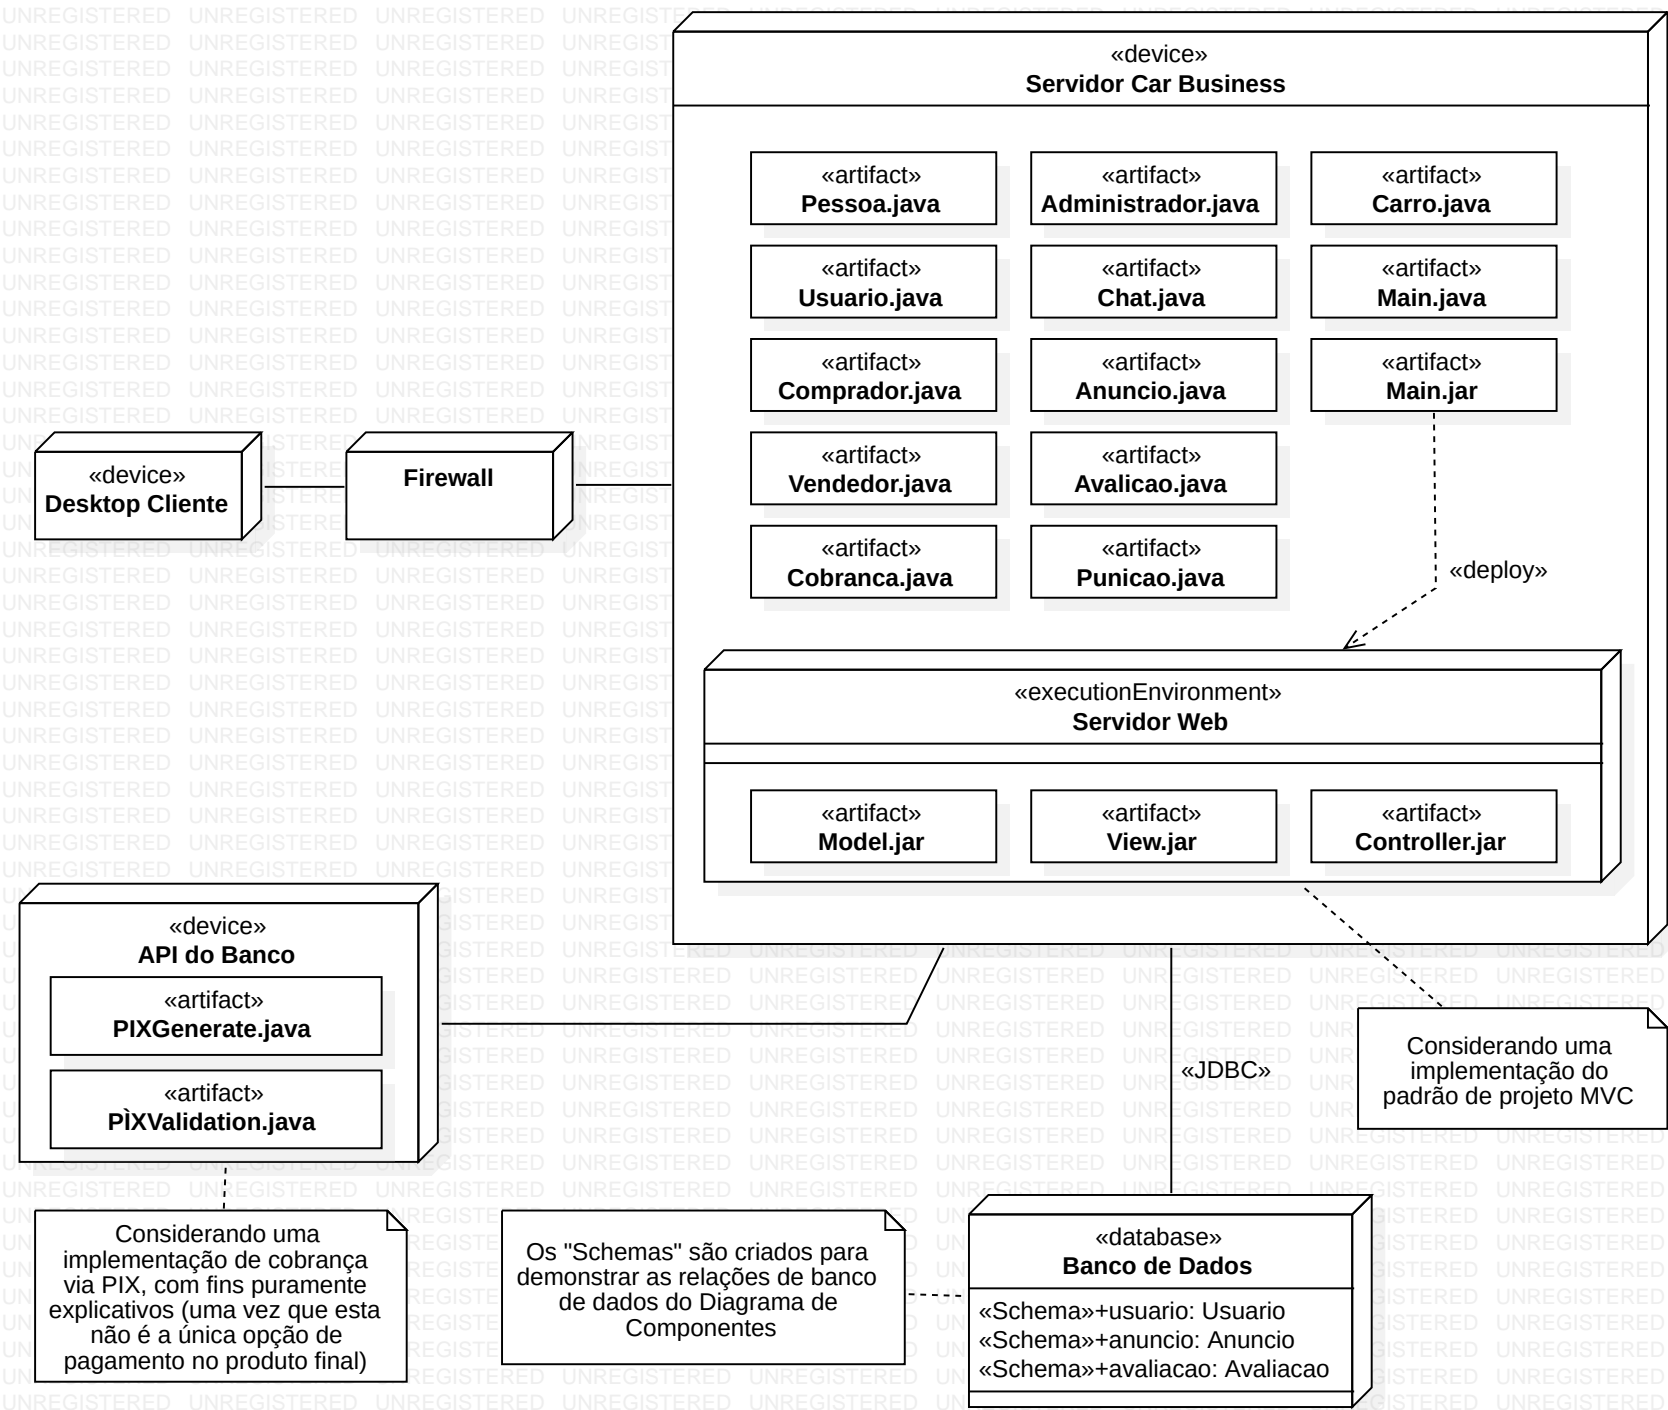 «device»
Servidor Car Business
«artifact»
Pessoa.java
«artifact»
Administrador.java
«artifact»
Carro.java
«artifact»
Usuario.java
«artifact»
Chat.java
«artifact»
Main.java
«artifact»
Comprador.java
«artifact»
Anuncio.java
«artifact»
Main.jar
«artifact»
Vendedor.java
«artifact»
Avalicao.java
«artifact»
Cobranca.java
«artifact»
Punicao.java
«deploy»
«device»
Desktop Cliente
Firewall
«executionEnvironment»
Servidor Web
«artifact»
Model.jar
«artifact»
View.jar
«artifact»
Controller.jar
«device»
API do Banco
«artifact»
PIXGenerate.java
«artifact»
PÌXValidation.java
«JDBC»
Considerando uma
implementação do
padrão de projeto MVC
Considerando uma
implementação de cobrança
via PIX, com fins puramente
explicativos (uma vez que esta
não é a única opção de
pagamento no produto final)
Os "Schemas" são criados para
demonstrar as relações de banco
de dados do Diagrama de
Componentes
«database»
Banco de Dados
«Schema»+usuario: Usuario
«Schema»+anuncio: Anuncio
«Schema»+avaliacao: Avaliacao
UNREGISTERED